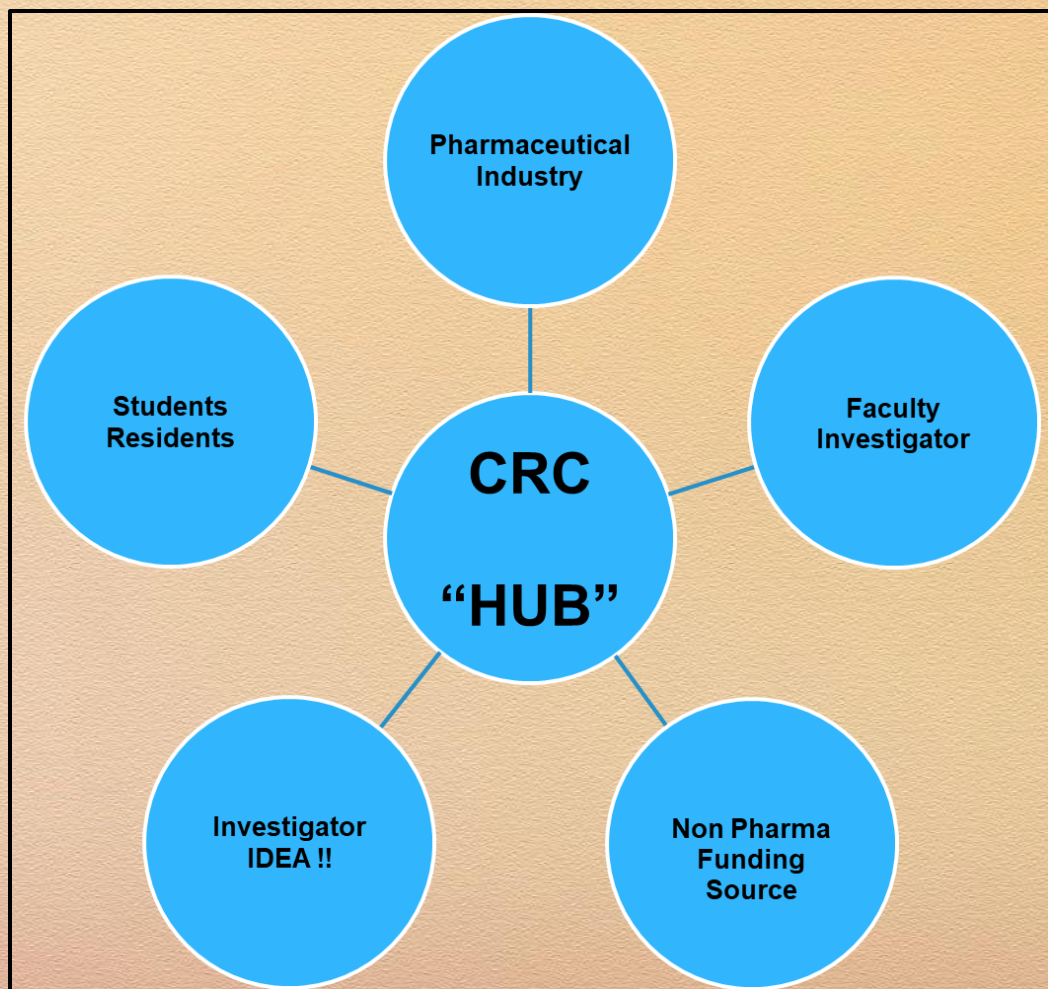 Pharmaceutical
Industry
Students
Residents
Faculty
Investigator
CRC
“HUB”
Investigator
IDEA !!
Non Pharma
Funding
Source